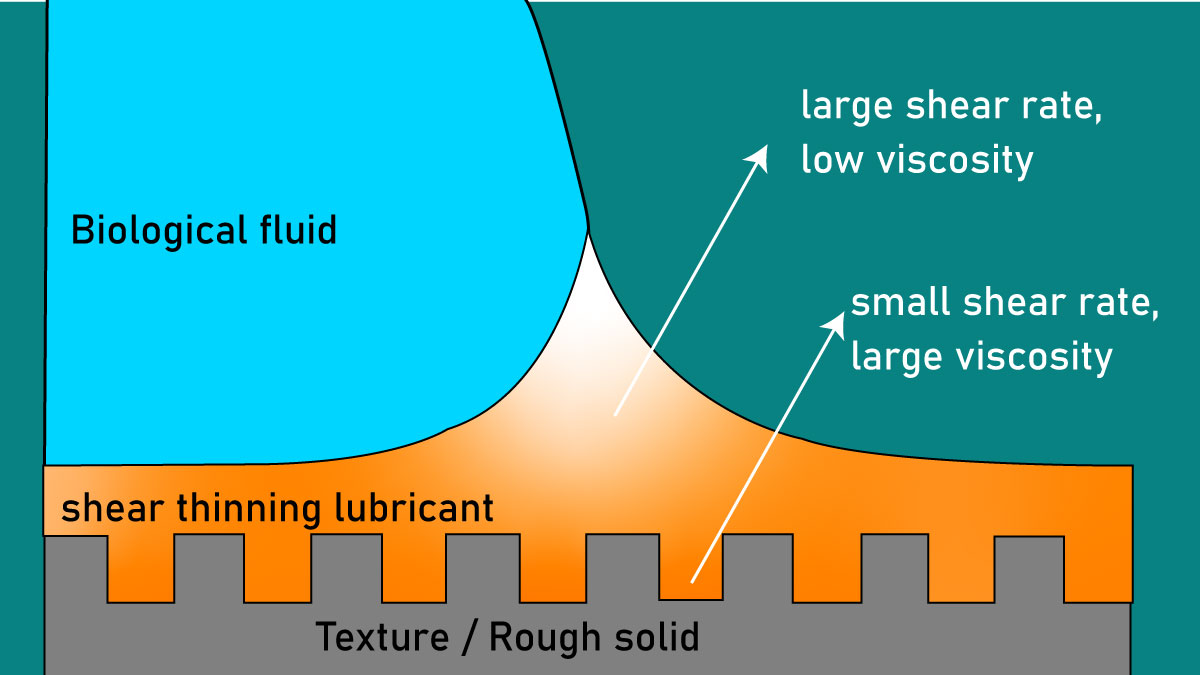 large shear rate,
low viscosity
Biological fluid
small shear rate,
large viscosity
shear thinning lubricant
Texture / Rough solid